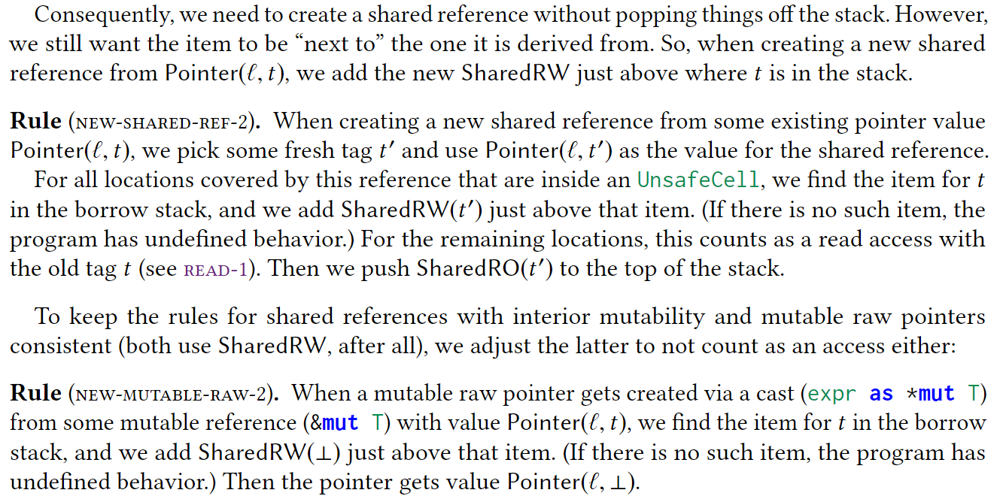 Consequently, we need to create a shared reference without popping things off the stack. However,
we still want the item to be “next to” the one it is derived from. So, when creating a new shared
reference from Pointer(ℓ, t), we add the new SharedRW just above where t is in the stack.
Rule (NEW-SHARED-REF-2). When creating a new shared reference from some existing pointer value
Pointer(ℓ, t), we pick some fresh tag t′ and use Pointer(ℓ, t′) as the value for the shared reference.
For all locations covered by this reference that are inside an UnsafeCell, we find the item for t
in the borrow stack, and we add SharedRW(t′) just above that item. (If there is no such item, the
program has undefined behavior.) For the remaining locations, this counts as a read access with
the old tag t (see READ-1). Then we push SharedRO(t′) to the top of the stack.
To keep the rules for shared references with interior mutability and mutable raw pointers
consistent (both use SharedRW, after all), we adjust the latter to not count as an access either:
Rule (NEW-MUTABLE-RAW-2). When a mutable raw pointer gets created via a cast (expr as *mut T)
from some mutable reference (&mut T) with value Pointer(ℓ, t), we find the item for t in the borrow
stack, and we add SharedRW(⊥) just above that item. (If there is no such item, the program has
undefined behavior.) Then the pointer gets value Pointer(ℓ, ⊥).